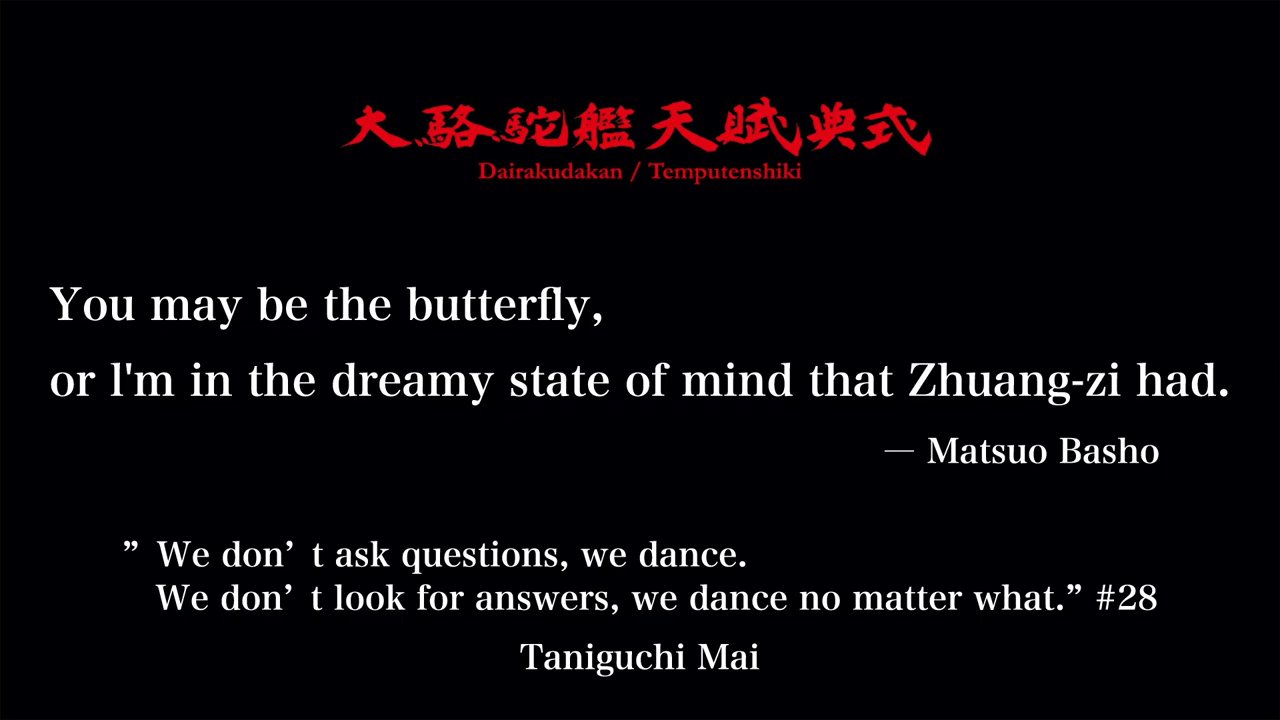 大駱駝艦天賦典式
Dairakudakan / Temputenshiki
You may be the butterfly,
or l'm in the dreamy state of mind that Zhuang-zi had.
— Matsuo Basho
” We don’ t ask questions, we dance.
We don’ t look for answers, we dance no matter what.” #28
Taniguchi Mai